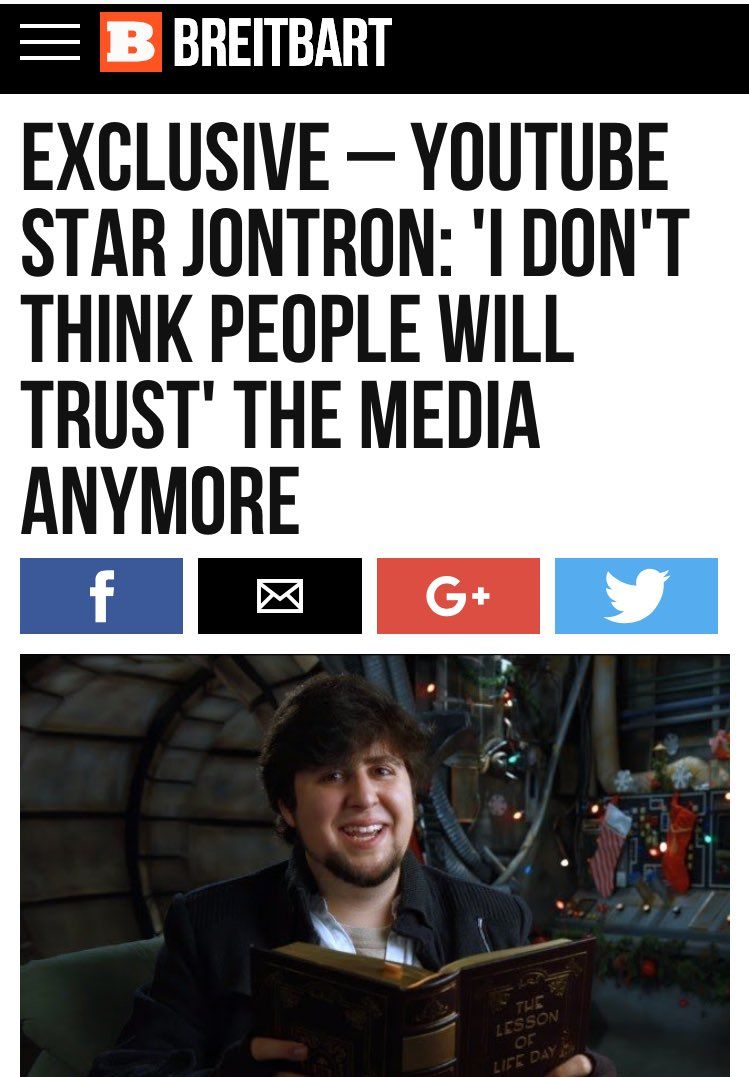 B BREITBART
EXCLUSIVE – YOUTUBE
STAR JONTRON: 'I DON'T
THINK PEOPLE WILL
TRUST' THE MEDIA
ANYMORE
f G+
THE
LESSON
OF
LIFE DAY